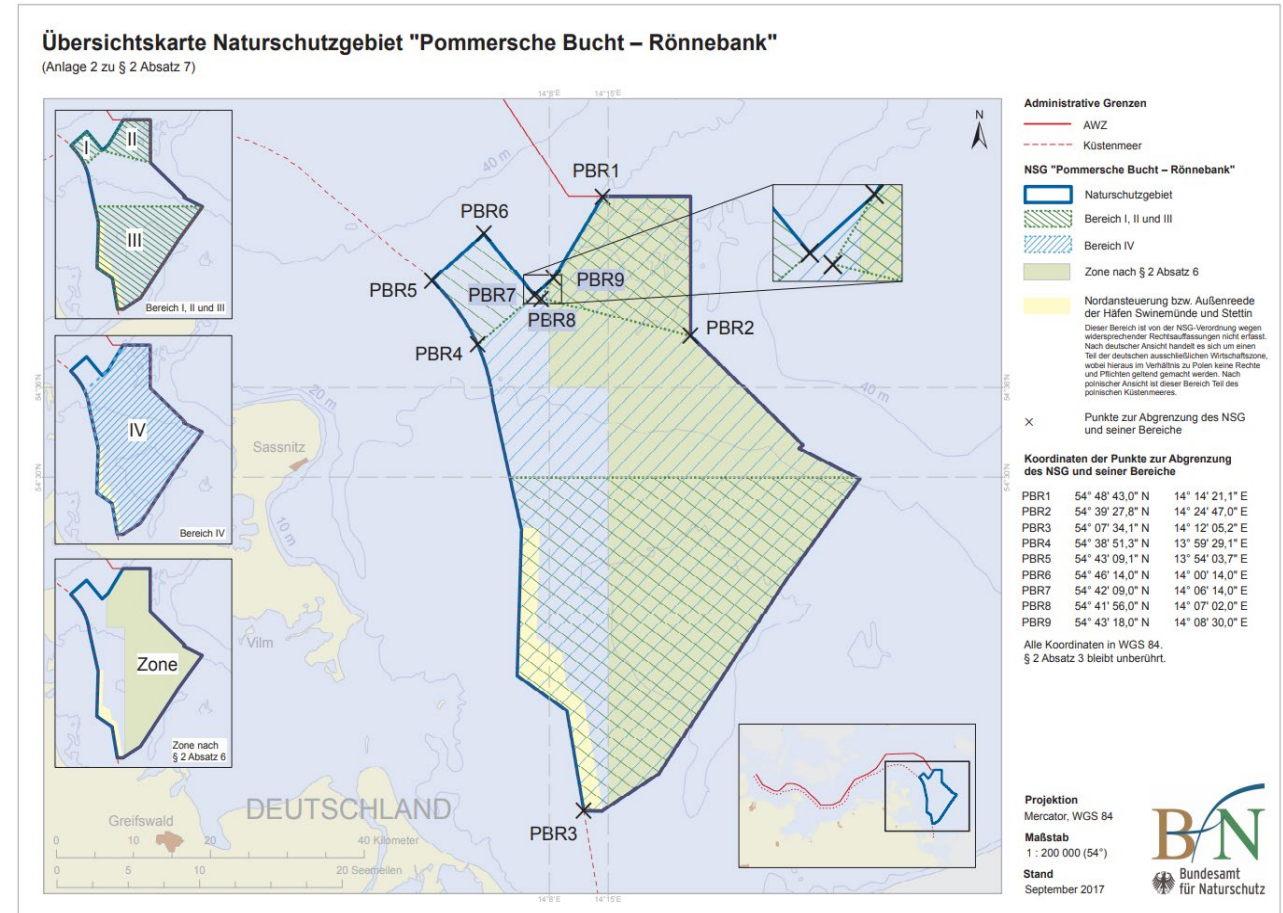 Übersichtskarte Naturschutzgebiet "Pommersche Bucht – Rönnebank"
(Anlage 2 zu § 2 Absatz 7)
14°8'E
14°15'E
I
II
III
Bereich I, II und III
IV
Bereich IV
Zone
Zone nach
§ 2 Absatz 6
40 m
N
PBR1
PBR6
PBR5
PBR7
PBR9
PBR8
PBR4
PBR2
54°36'N
54°36'N
20 m
40 m
Sassnitz
54°30'N
54°30'N
10 m
Vilm
DEUTSCHLAND
Greifswald
PBR3
0
10
20
40 Kilometer
0
5
10
20 Seemeilen
14°8'E
14°15'E
Administrative Grenzen
AWZ
Küstenmeer
NSG "Pommersche Bucht – Rönnebank"
Naturschutzgebiet
Bereich I, II und III
Bereich IV
Zone nach § 2 Absatz 6
Nordansteuerung bzw. Außenreede
der Häfen Swinemünde und Stettin
Dieser Bereich ist von der NSG-Verordnung wegen
widersprechender Rechtsauffassungen nicht erfasst.
Nach deutscher Ansicht handelt es sich um einen
Teil der deutschen ausschließlichen Wirtschaftszone,
wobei hieraus im Verhältnis zu Polen keine Rechte
und Pflichten geltend gemacht werden. Nach
polnischer Ansicht ist dieser Bereich Teil des
polnischen Küstenmeeres.
Punkte zur Abgrenzung des NSG
und seiner Bereiche
Koordinaten der Punkte zur Abgrenzung
des NSG und seiner Bereiche
PBR1 54° 48' 43,0" N 14° 14' 21,1" E
PBR2 54° 39' 27,8" N 14° 24' 47,0" E
PBR3 54° 07' 34,1" N 14° 12' 05,2" E
PBR4 54° 38' 51,3" N 13° 59' 29,1" E
PBR5 54° 43' 09,1" N 13° 54' 03,7" E
PBR6 54° 46' 14,0" N 14° 00' 14,0" E
PBR7 54° 42' 09,0" N 14° 06' 14,0" E
PBR8 54° 41' 56,0" N 14° 07' 02,0" E
PBR9 54° 43' 18,0" N 14° 08' 30,0" E
Alle Koordinaten in WGS 84.
§ 2 Absatz 3 bleibt unberührt.
Projektion
Mercator, WGS 84
Maßstab
1 : 200 000 (54°)
Stand
September 2017
BfN
Bundesamt
für Naturschutz